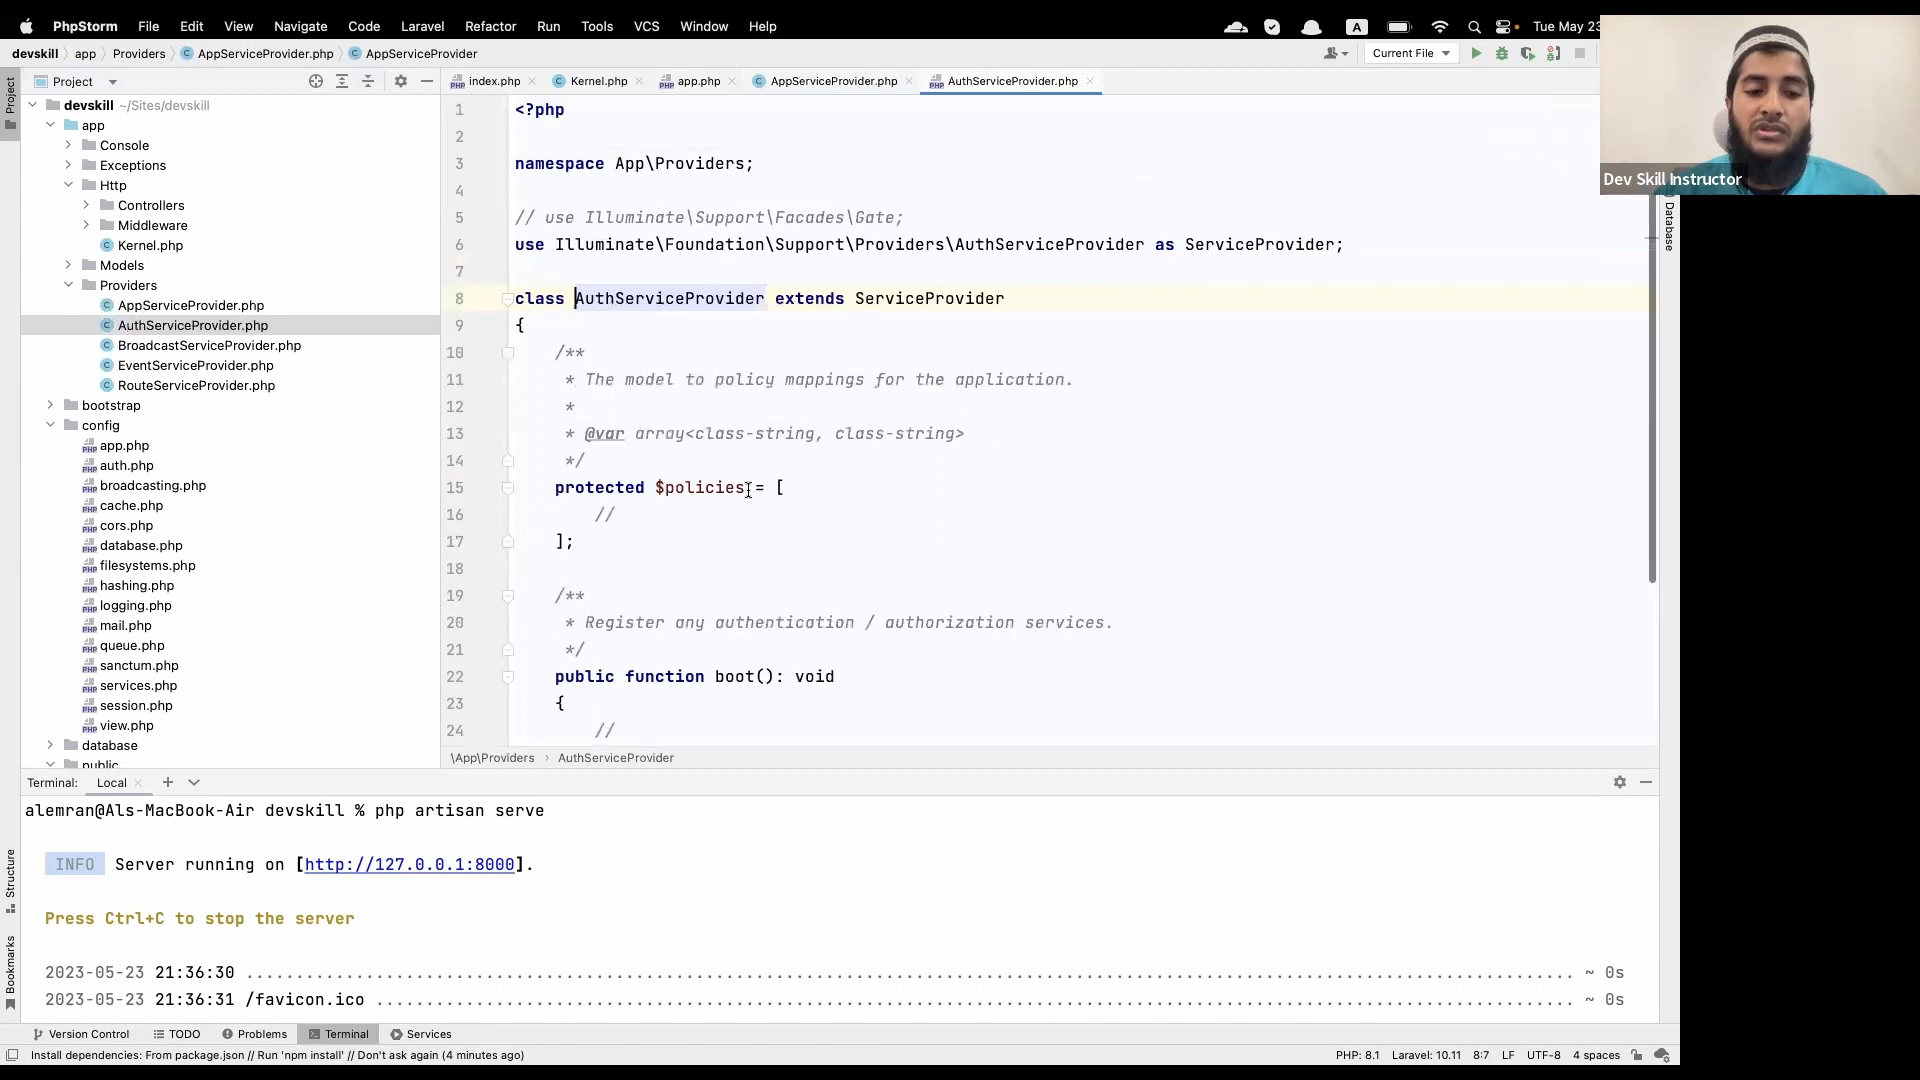 PhpStorm File Edit View Navigate Code Laravel Refactor Run Tools VCS Window Help A Tue May 23
devskill app Providers C AppServiceProvider.php C AppServiceProvider Current File
Project
Project
index.php Kernel.php app.php AppServiceProvider.php AuthServiceProvider.php
devskill ~/Sites/devskill
app
Console
Exceptions
Http
Controllers
Middleware
Kernel.php
Models
Providers
AppServiceProvider.php
AuthServiceProvider.php
BroadcastServiceProvider.php
EventServiceProvider.php
RouteServiceProvider.php
bootstrap
config
app.php
auth.php
broadcasting.php
cache.php
cors.php
database.php
filesystems.php
hashing.php
logging.php
mail.php
queue.php
sanctum.php
services.php
session.php
view.php
database
public
1 <?php
2
3 namespace App\Providers;
4
5 // use Illuminate\Support\Facades\Gate;
6 use Illuminate\Foundation\Support\Providers\AuthServiceProvider as ServiceProvider;
7
8 class AuthServiceProvider extends ServiceProvider
9 {
10 /**
11 * The model to policy mappings for the application.
12 *
13 * @var array<class-string, class-string>
14 */
15 protected $policies = [
16 //
17 ];
18
19 /**
20 * Register any authentication / authorization services.
21 */
22 public function boot(): void
23 {
24 //
\App\Providers › AuthServiceProvider
Dev Skill Instructor
Database
Terminal: Local
alemran@Als-MacBook-Air devskill % php artisan serve
INFO Server running on [http://127.0.0.1:8000].
Press Ctrl+C to stop the server
2023-05-23 21:36:30 ........ ~ 0s
2023-05-23 21:36:31 /favicon.ico ........ ~ 0s
Structure
Bookmarks
Version Control TODO Problems Terminal Services
Install dependencies: From package.json // Run 'npm install' // Don't ask again (4 minutes ago) PHP: 8.1 Laravel: 10.11 8:7 LF UTF-8 4 spaces